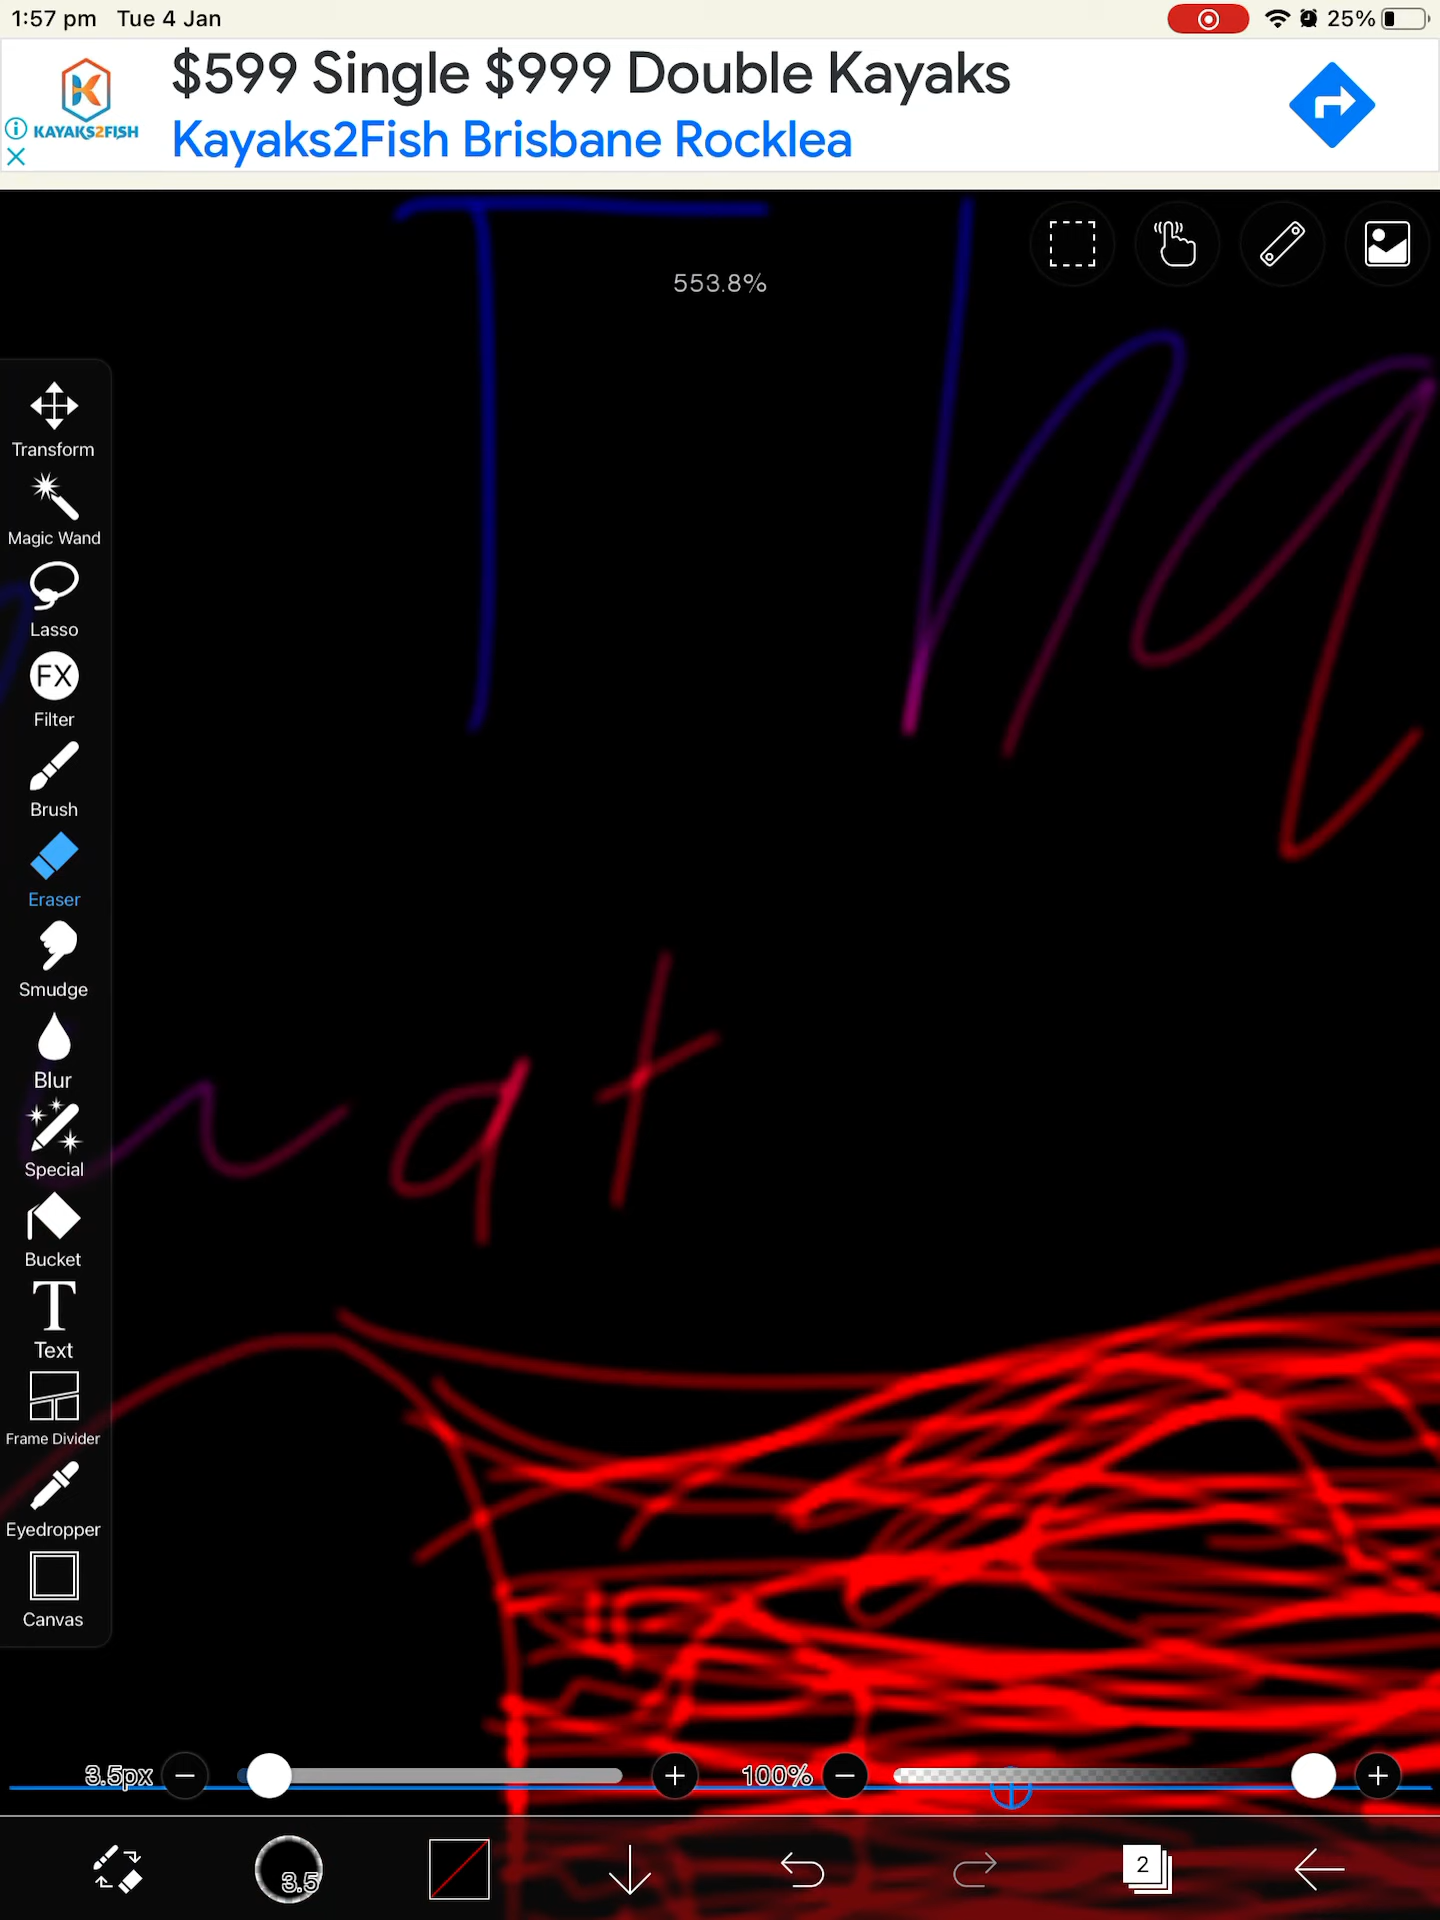 1:57 pm Tue 4 Jan 25%
$599 Single $999 Double Kayaks
KAYAKS2FISH
Kayaks2Fish Brisbane Rocklea
553.8%
Tha
Transform
Magic Wand
Lasso
FX
Filter
Brush
Eraser
Smudge
Blur
at
Special
Bucket
T
Text
Frame Divider
Eyedropper
Canvas
3.5px 100%
3.5
2